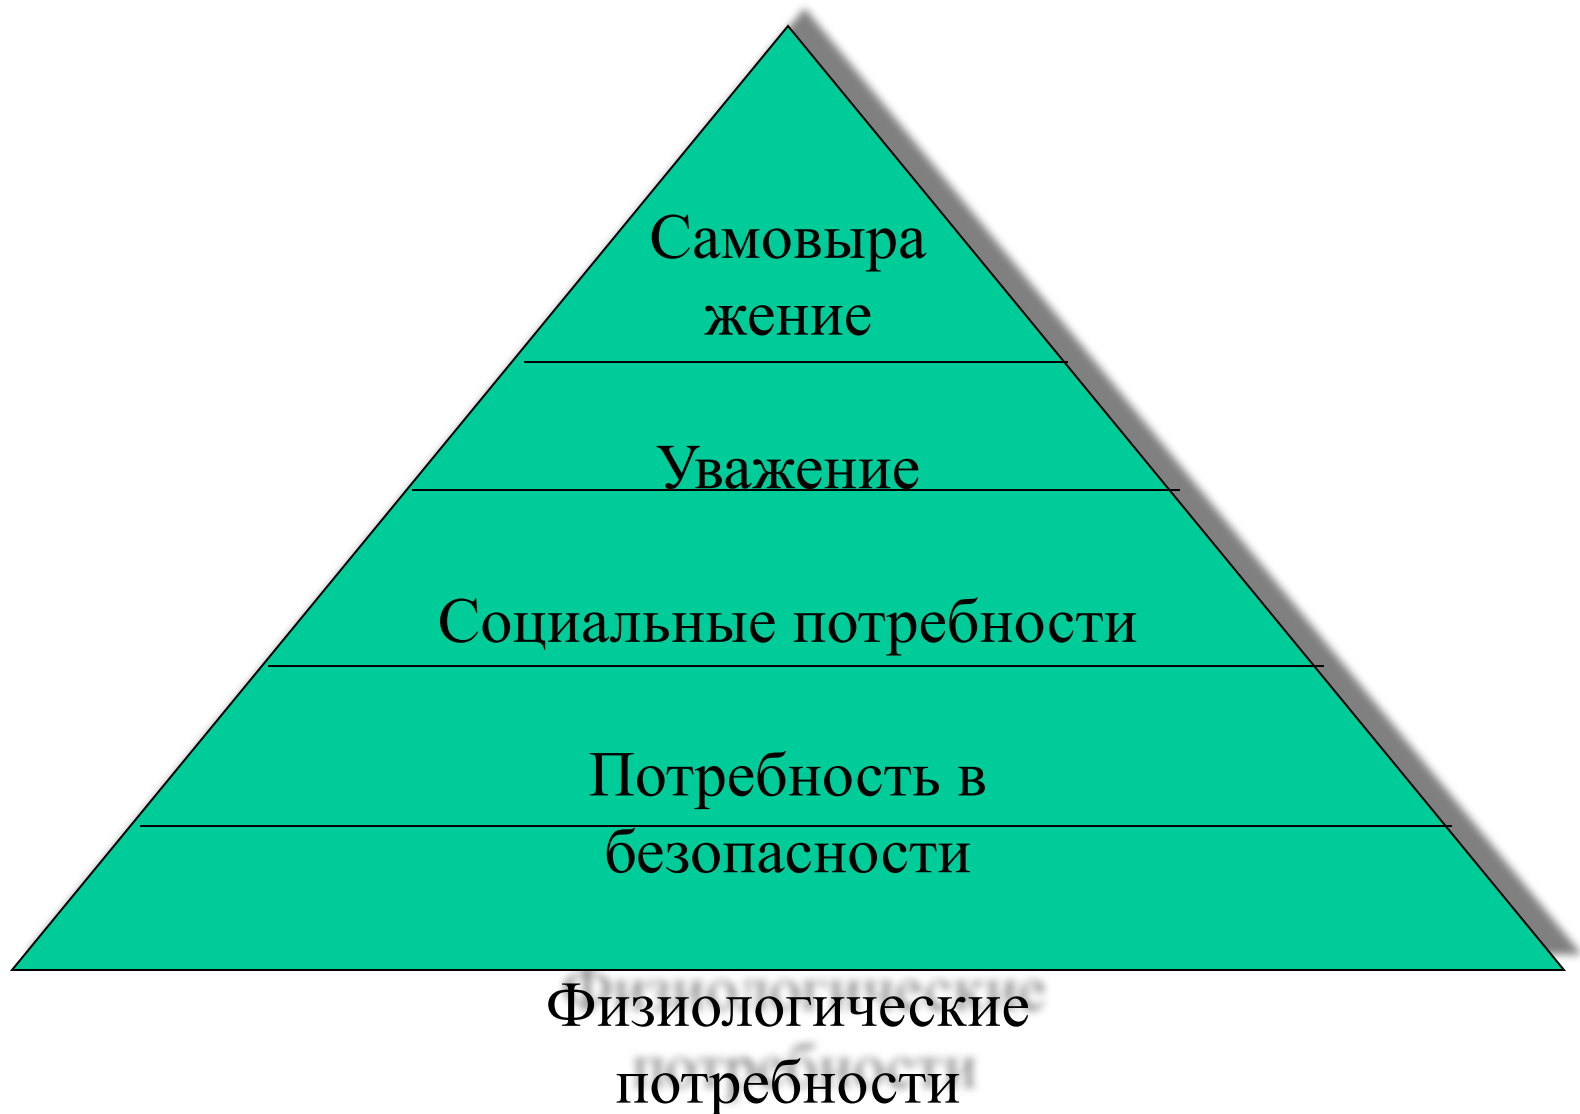 Самовыра
жение
Уважение
Социальные потребности
Потребность в
безопасности
Физиологические
потребности